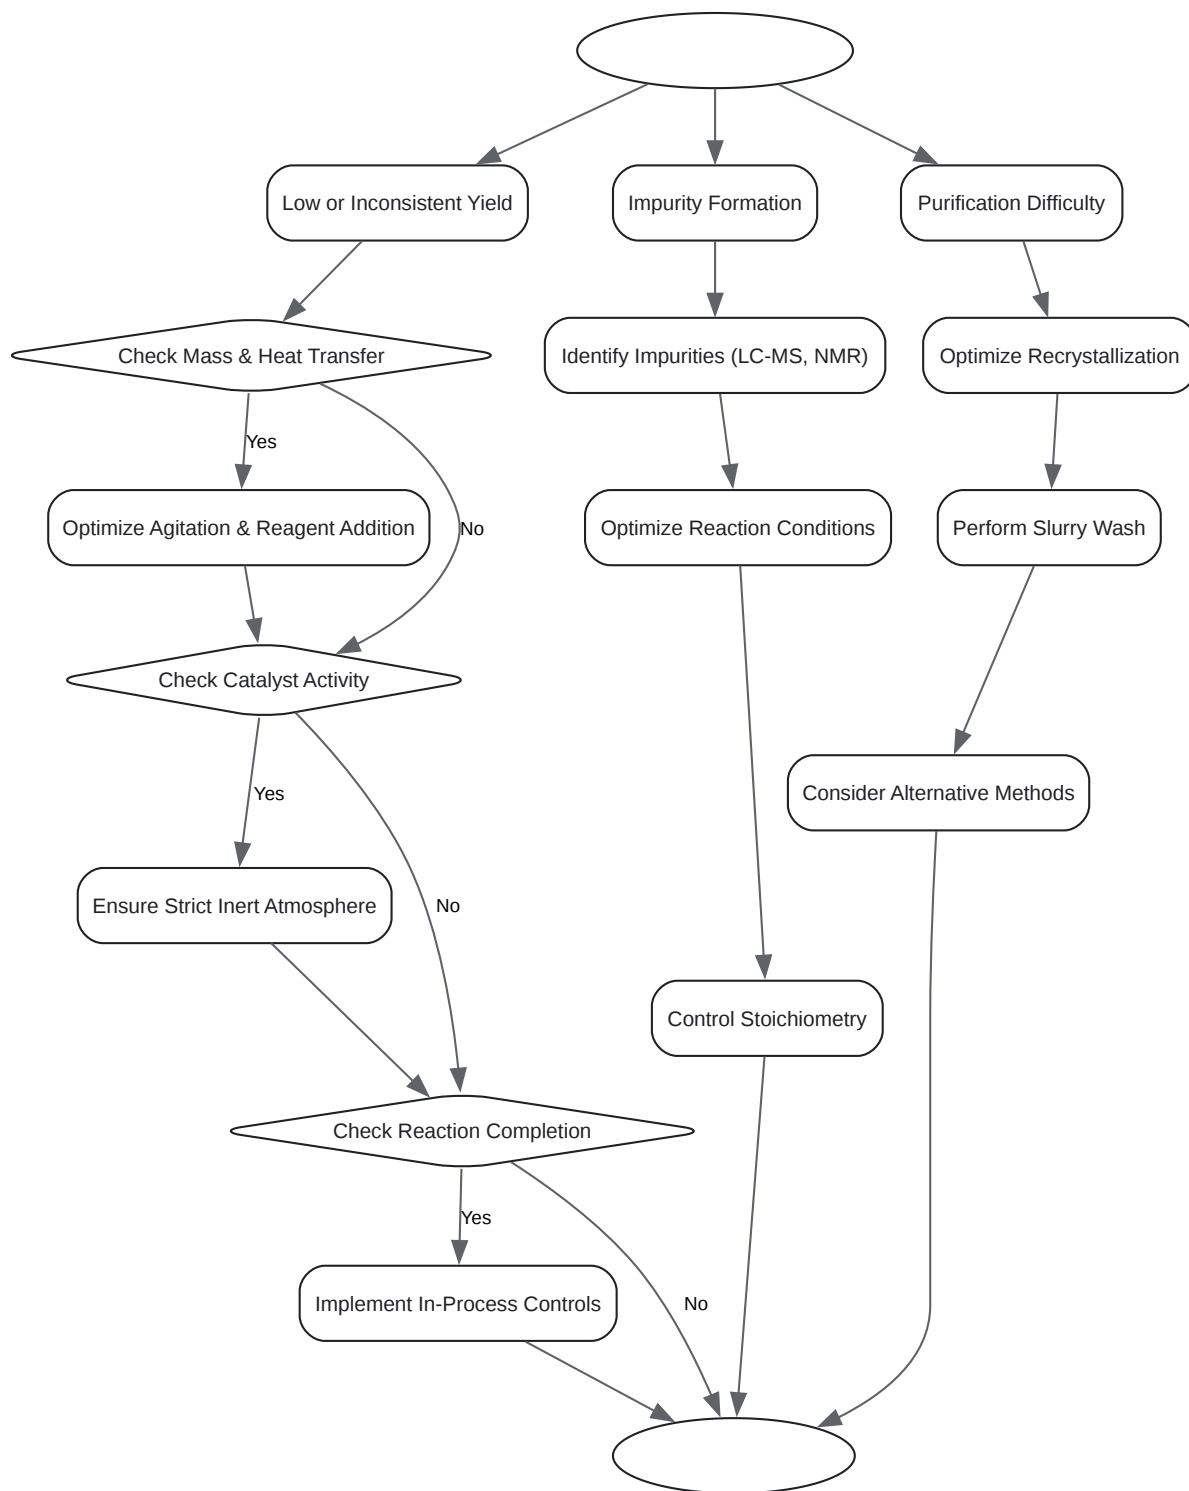 Low or Inconsistent Yield
Impurity Formation
Purification Difficulty
Check Mass & Heat Transfer
Identify Impurities (LC-MS, NMR)
Optimize Recrystallization
Yes
Optimize Agitation & Reagent Addition
No
Optimize Reaction Conditions
Perform Slurry Wash
Check Catalyst Activity
Yes
Consider Alternative Methods
Ensure Strict Inert Atmosphere
No
Control Stoichiometry
Check Reaction Completion
Yes
Implement In-Process Controls
No